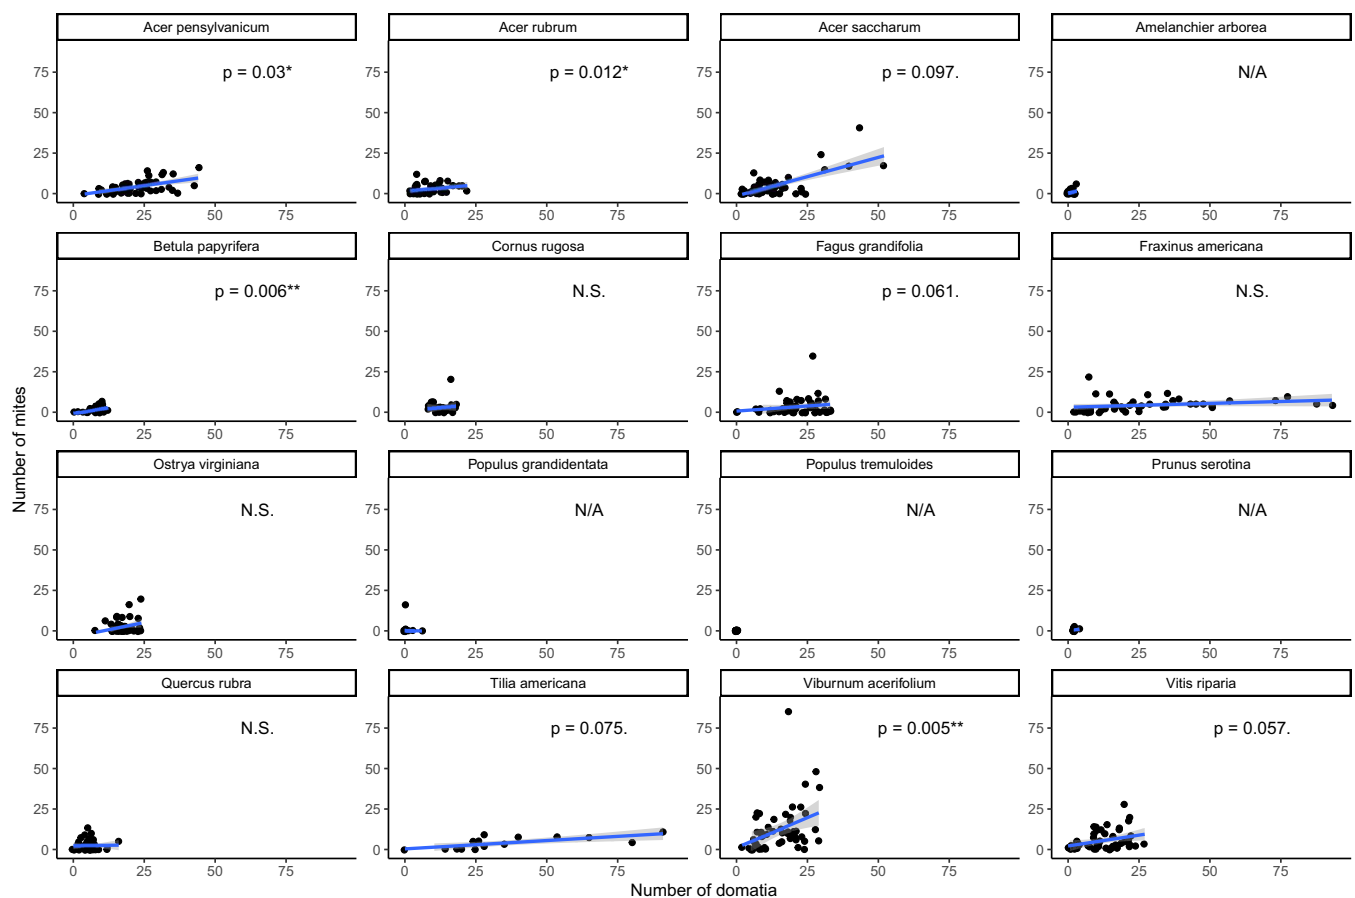 Acer pensylvanicum Acer rubrum Acer saccharum Amelanchier arborea
p = 0.03* p = 0.012* p = 0.097. N/A
75 75 75 75
50 50 50 50
25 25 25 25
0 0 0 0
0 25 50 75 0 25 50 75 0 25 50 75 0 25 50 75
Betula papyrifera Cornus rugosa Fagus grandifolia Fraxinus americana
p = 0.006** N.S. p = 0.061. N.S.
75 75 75 75
50 50 50 50
25 25 25 25
0 0 0 0
0 25 50 75 0 25 50 75 0 25 50 75 0 25 50 75
Number of mites
Ostrya virginiana Populus grandidentata Populus tremuloides Prunus serotina
N.S. N/A N/A N/A
75 75 75 75
50 50 50 50
25 25 25 25
0 0 0 0
0 25 50 75 0 25 50 75 0 25 50 75 0 25 50 75
Quercus rubra Tilia americana Viburnum acerifolium Vitis riparia
N.S. p = 0.075. p = 0.005** p = 0.057.
75 75 75 75
50 50 50 50
25 25 25 25
0 0 0 0
0 25 50 75 0 25 50 75 0 25 50 75 0 25 50 75
Number of domatia